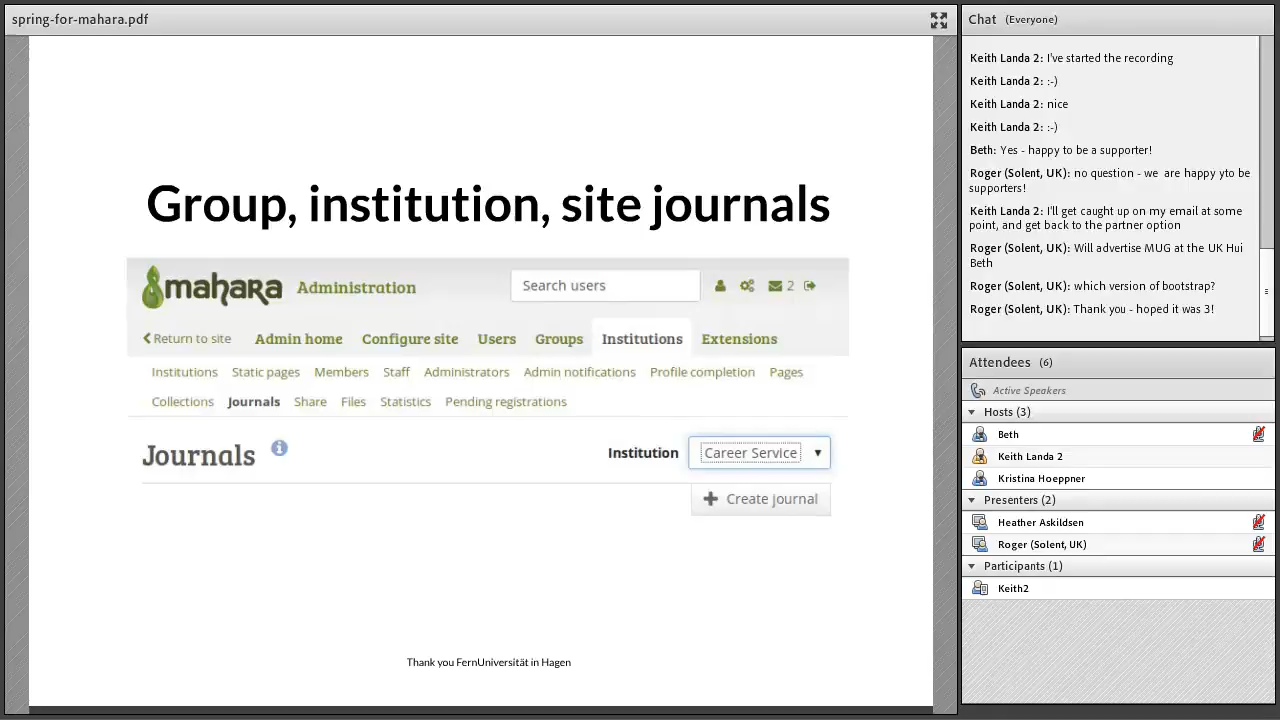 spring-for-mahara.pdf
Group, institution, site journals
mahara Administration Search users 2
Return to site Admin home Configure site Users Groups Institutions Extensions
Institutions Static pages Members Staff Administrators Admin notifications Profile completion Pages
Collections Journals Share Files Statistics Pending registrations
Journals Institution Career Service
Create journal
Thank you FernUniversität in Hagen
Chat (Everyone)
Keith Landa 2: I've started the recording
Keith Landa 2: :-)
Keith Landa 2: nice
Keith Landa 2: :-)
Beth: Yes - happy to be a supporter!
Roger (Solent, UK): no question - we are happy yto be
supporters!
Keith Landa 2: I'll get caught up on my email at some
point, and get back to the partner option
Roger (Solent, UK): Will advertise MUG at the UK Hui
Beth
Roger (Solent, UK): which version of bootstrap?
Roger (Solent, UK): Thank you - hoped it was 3!
Attendees (6)
Active Speakers
Hosts (3)
Beth
Keith Landa 2
Kristina Hoeppner
Presenters (2)
Heather Askildsen
Roger (Solent, UK)
Participants (1)
Keith2